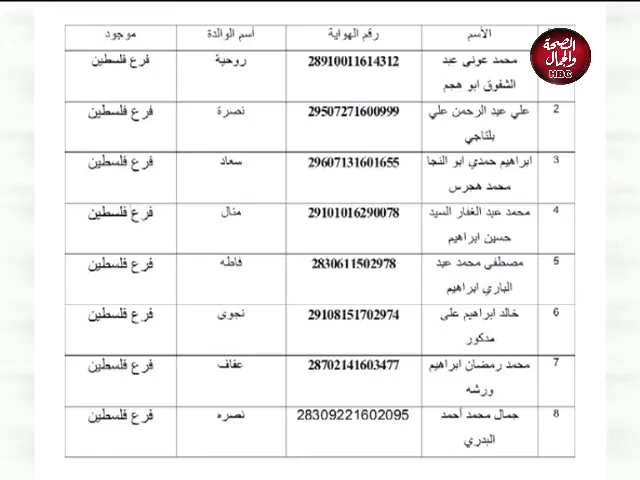 الأسم رقم الهواية أسم الوالدة موجود
محمد عوني عبد الشفوق ابو هجم 28910011614312 روحية فرع فلسطين
2 علي عبد الرحمن علي بلتاجي 29507271600999 نصرة فرع فلسطين
3 ابراهيم حمدي ابو النجا محمد هجرس 29607131601655 سعاد فرع فلسطين
4 محمد عبد الغفار السيد حسين ابراهيم 29101016290078 منال فرع فلسطين
5 مصطفى محمد عبد الباري ابراهيم 2830611502978 فاطه فرع فلسطين
6 خالد ابراهيم على مدكور 29108151702974 نجوى فرع فلسطين
7 محمد رمضان ابراهيم ورشه 28702141603477 عفاف فرع فلسطين
8 جمال محمد أحمد البدري 28309221602095 نصره فرع فلسطين
الصحة
والجمال
HBC